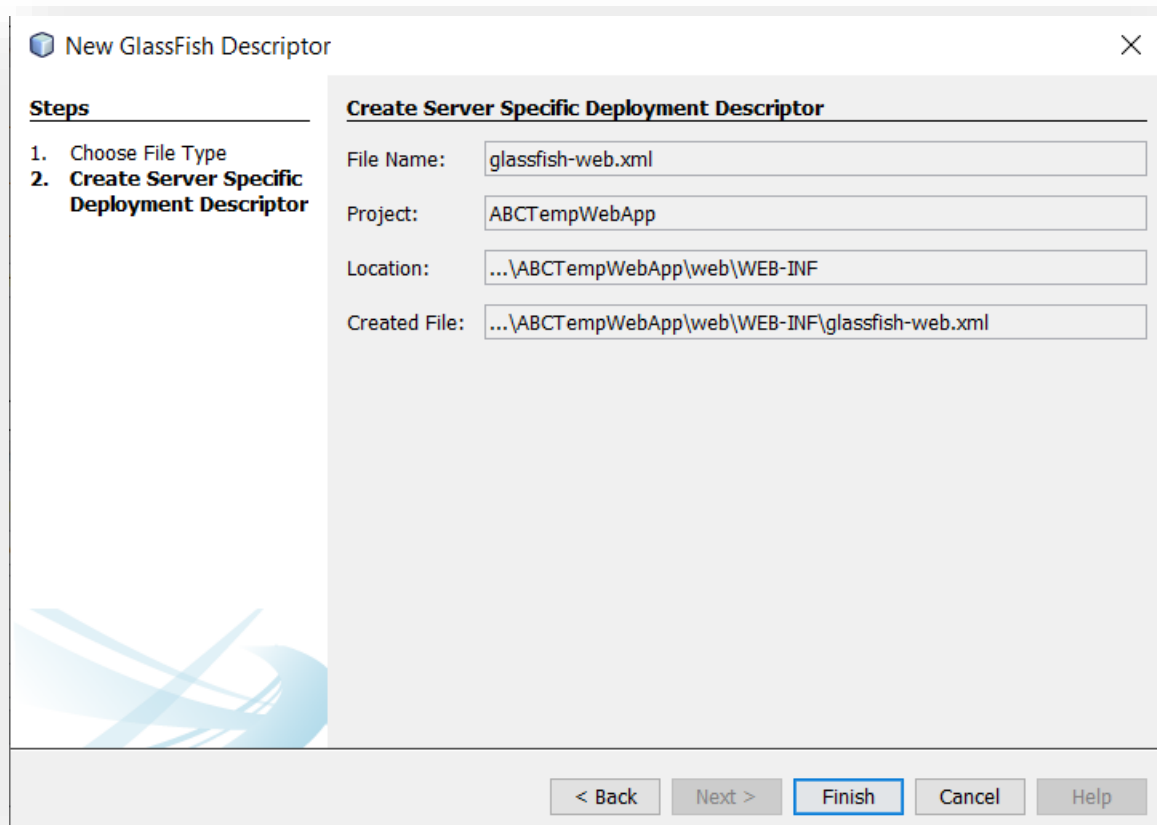 New GlassFish Descriptor
Steps
1. Choose File Type
2. Create Server Specific
Deployment Descriptor
Create Server Specific Deployment Descriptor
File Name: glassfish-web.xml
Project: ABCTempWebApp
Location: ...\ABCTempWebApp\web\WEB-INF
Created File: ...\ABCTempWebApp\web\WEB-INF\glassfish-web.xml
< Back Next > Finish Cancel Help